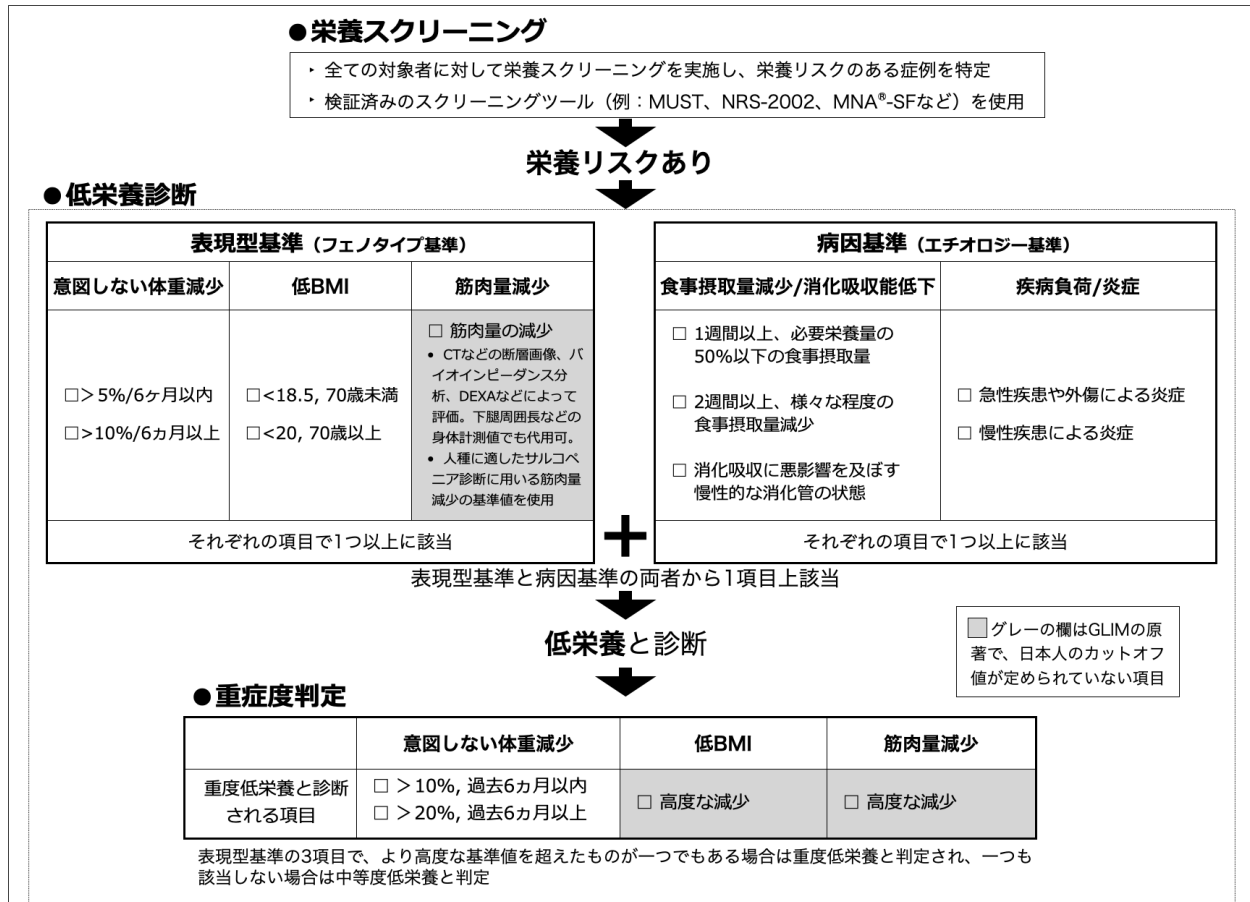 ●栄養スクリーニング
‣ 全ての対象者に対して栄養スクリーニングを実施し、栄養リスクのある症例を特定
‣ 検証済みのスクリーニングツール（例：MUST、NRS-2002、MNA®-SFなど）を使用
栄養リスクあり
●低栄養診断
表現型基準（フェノタイプ基準）
意図しない体重減少
低BMI
筋肉量減少
□＞5%/6ヶ月以内
□>10%/6ヵ月以上
□<18.5, 70歳未満
□<20, 70歳以上
□ 筋肉量の減少
• CTなどの断層画像、バ
イオインピーダンス分
析、DEXAなどによって
評価。下腿周囲長などの
身体計測値でも代用可。
• 人種に適したサルコペ
ニア診断に用いる筋肉量
減少の基準値を使用
それぞれの項目で1つ以上に該当
＋
病因基準（エチオロジー基準）
食事摂取量減少/消化吸収能低下
疾病負荷/炎症
□ 1週間以上、必要栄養量の
50%以下の食事摂取量
□ 2週間以上、様々な程度の
食事摂取量減少
□ 消化吸収に悪影響を及ぼす
慢性的な消化管の状態
□ 急性疾患や外傷による炎症
□ 慢性疾患による炎症
それぞれの項目で1つ以上に該当
表現型基準と病因基準の両者から1項目上該当
低栄養と診断
グレーの欄はGLIMの原
著で、日本人のカットオフ
値が定められていない項目
●重症度判定
意図しない体重減少
低BMI
筋肉量減少
重度低栄養と診断
される項目
□ ＞10%, 過去6ヵ月以内
□ ＞20%, 過去6ヵ月以上
□ 高度な減少
□ 高度な減少
表現型基準の3項目で、より高度な基準値を超えたものが一つでもある場合は重度低栄養と判定され、一つも
該当しない場合は中等度低栄養と判定